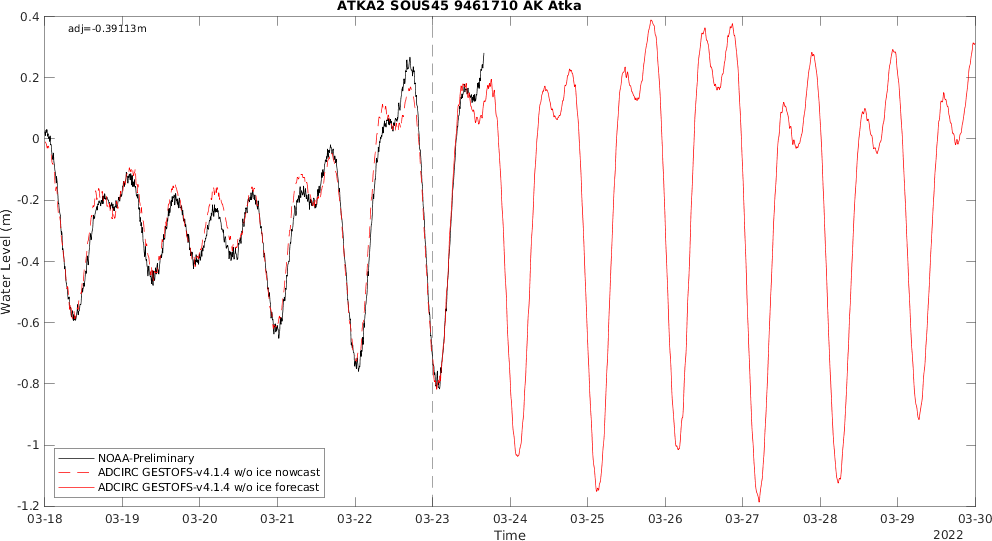 ATKA2 SOUS45 9461710 AK Atka
adj=-0.39113m
0.4
0.2
0
-0.2
-0.4
-0.6
-0.8
-1
-1.2
Water Level (m)
NOAA-Preliminary
ADCIRC GESTOFS-v4.1.4 w/o ice nowcast
ADCIRC GESTOFS-v4.1.4 w/o ice forecast
03-18 03-19 03-20 03-21 03-22 03-23 03-24 03-25 03-26 03-27 03-28 03-29 03-30
Time
2022